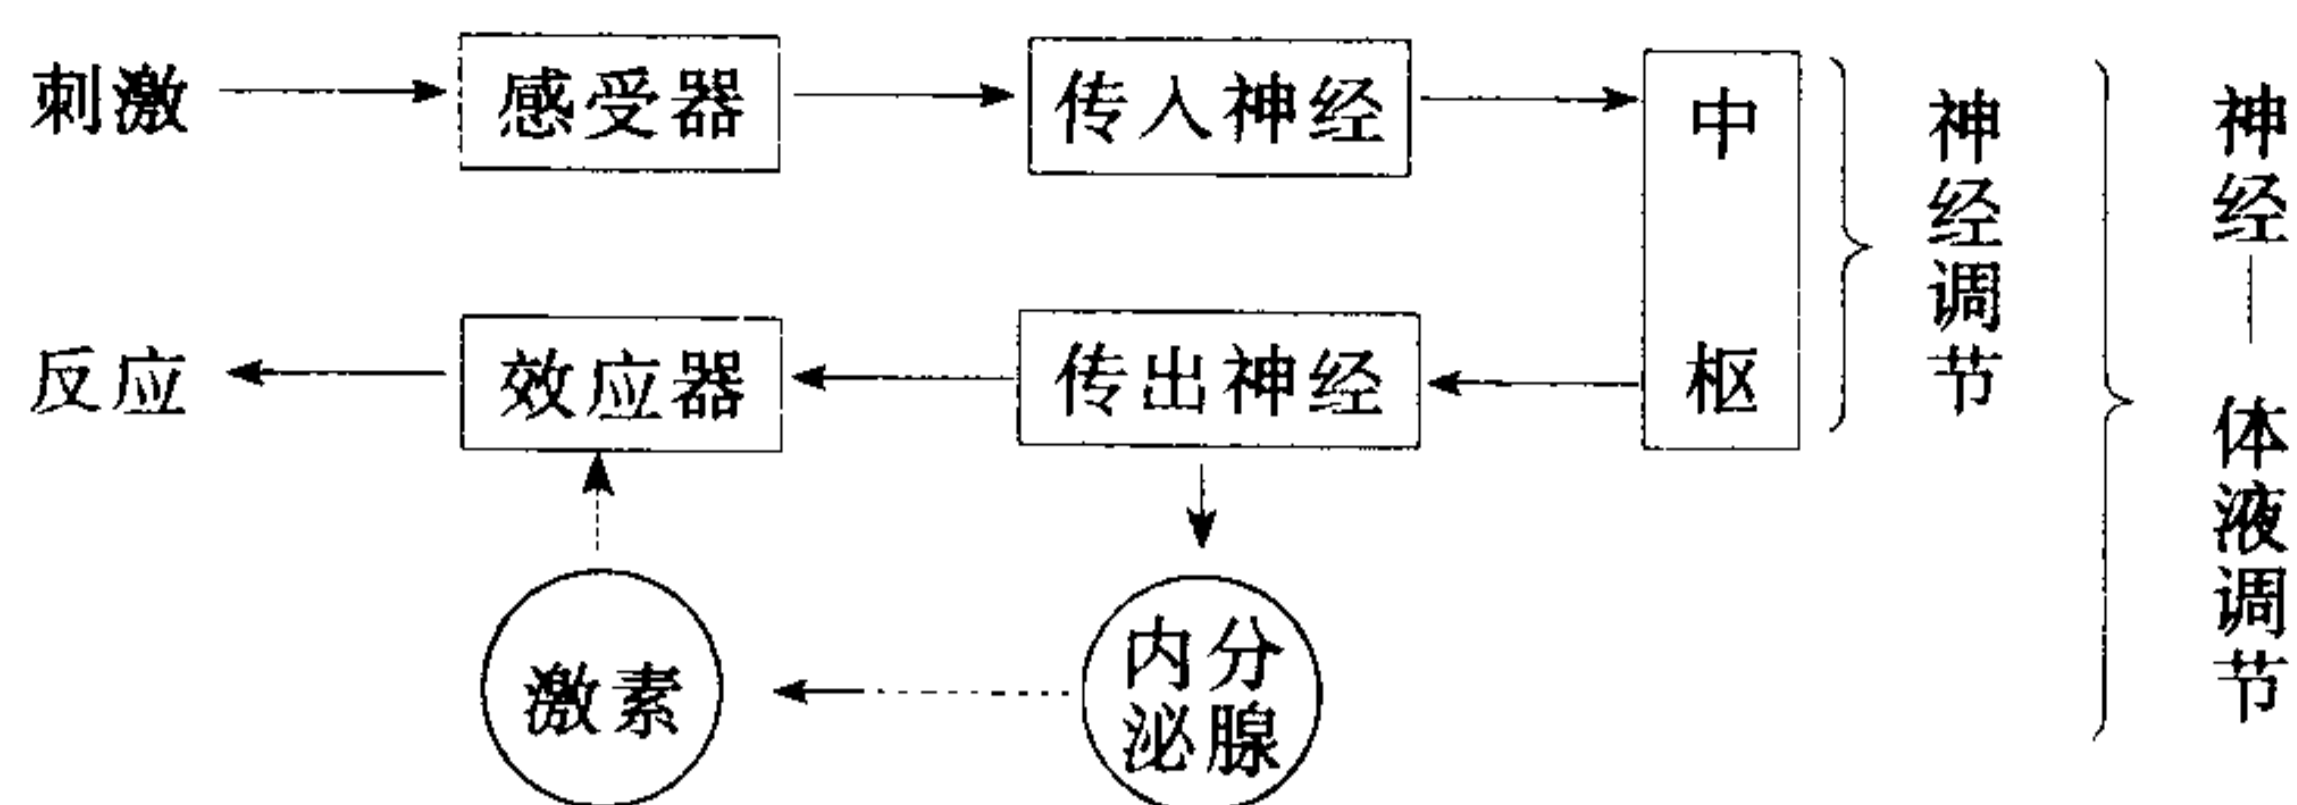 刺激 感受器 传入神经 中枢 神经调节 神经—体液调节
反应 效应器 传出神经
激素 内分泌腺